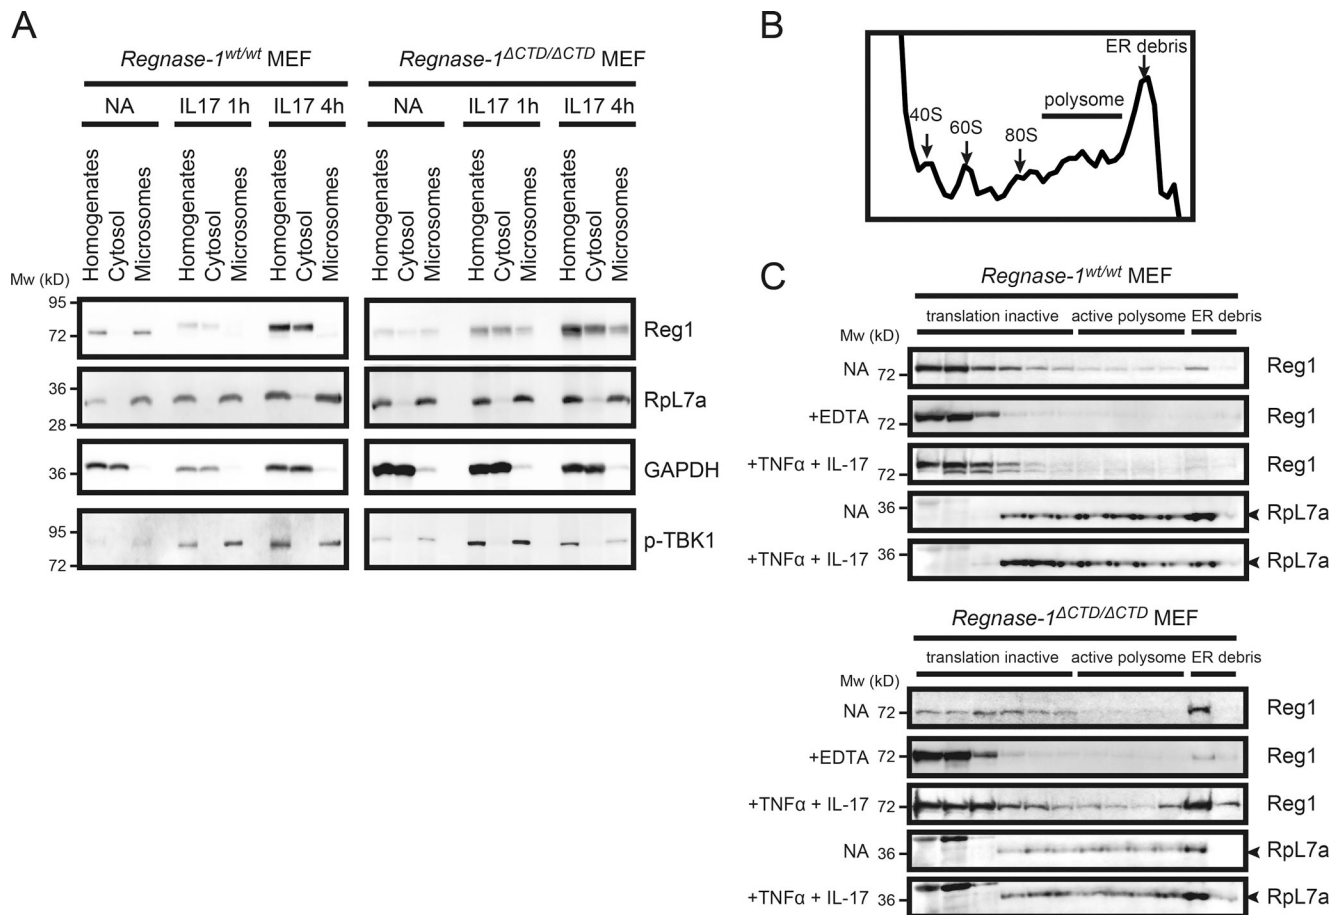 A
Regnase-1wt/wt MEF
Regnase-1ΔCTD/ΔCTD MEF
NA
IL17 1h
IL17 4h
NA
IL17 1h
IL17 4h
Homogenates
Cytosol
Microsomes
Homogenates
Cytosol
Microsomes
Homogenates
Cytosol
Microsomes
Homogenates
Cytosol
Microsomes
Homogenates
Cytosol
Microsomes
Homogenates
Cytosol
Microsomes
Mw (kD)
95
72
Reg1
36
28
RpL7a
36
GAPDH
95
72
p-TBK1
B
ER debris
polysome
40S
60S
80S
C
Regnase-1wt/wt MEF
translation inactive active polysome ER debris
Mw (kD)
NA 72 Reg1
+EDTA 72 Reg1
+TNFα + IL-17 72 Reg1
NA 36 RpL7a
+TNFα + IL-17 36 RpL7a
Regnase-1ΔCTD/ΔCTD MEF
translation inactive active polysome ER debris
Mw (kD)
NA 72 Reg1
+EDTA 72 Reg1
+TNFα + IL-17 72 Reg1
NA 36 RpL7a
+TNFα + IL-17 36 RpL7a